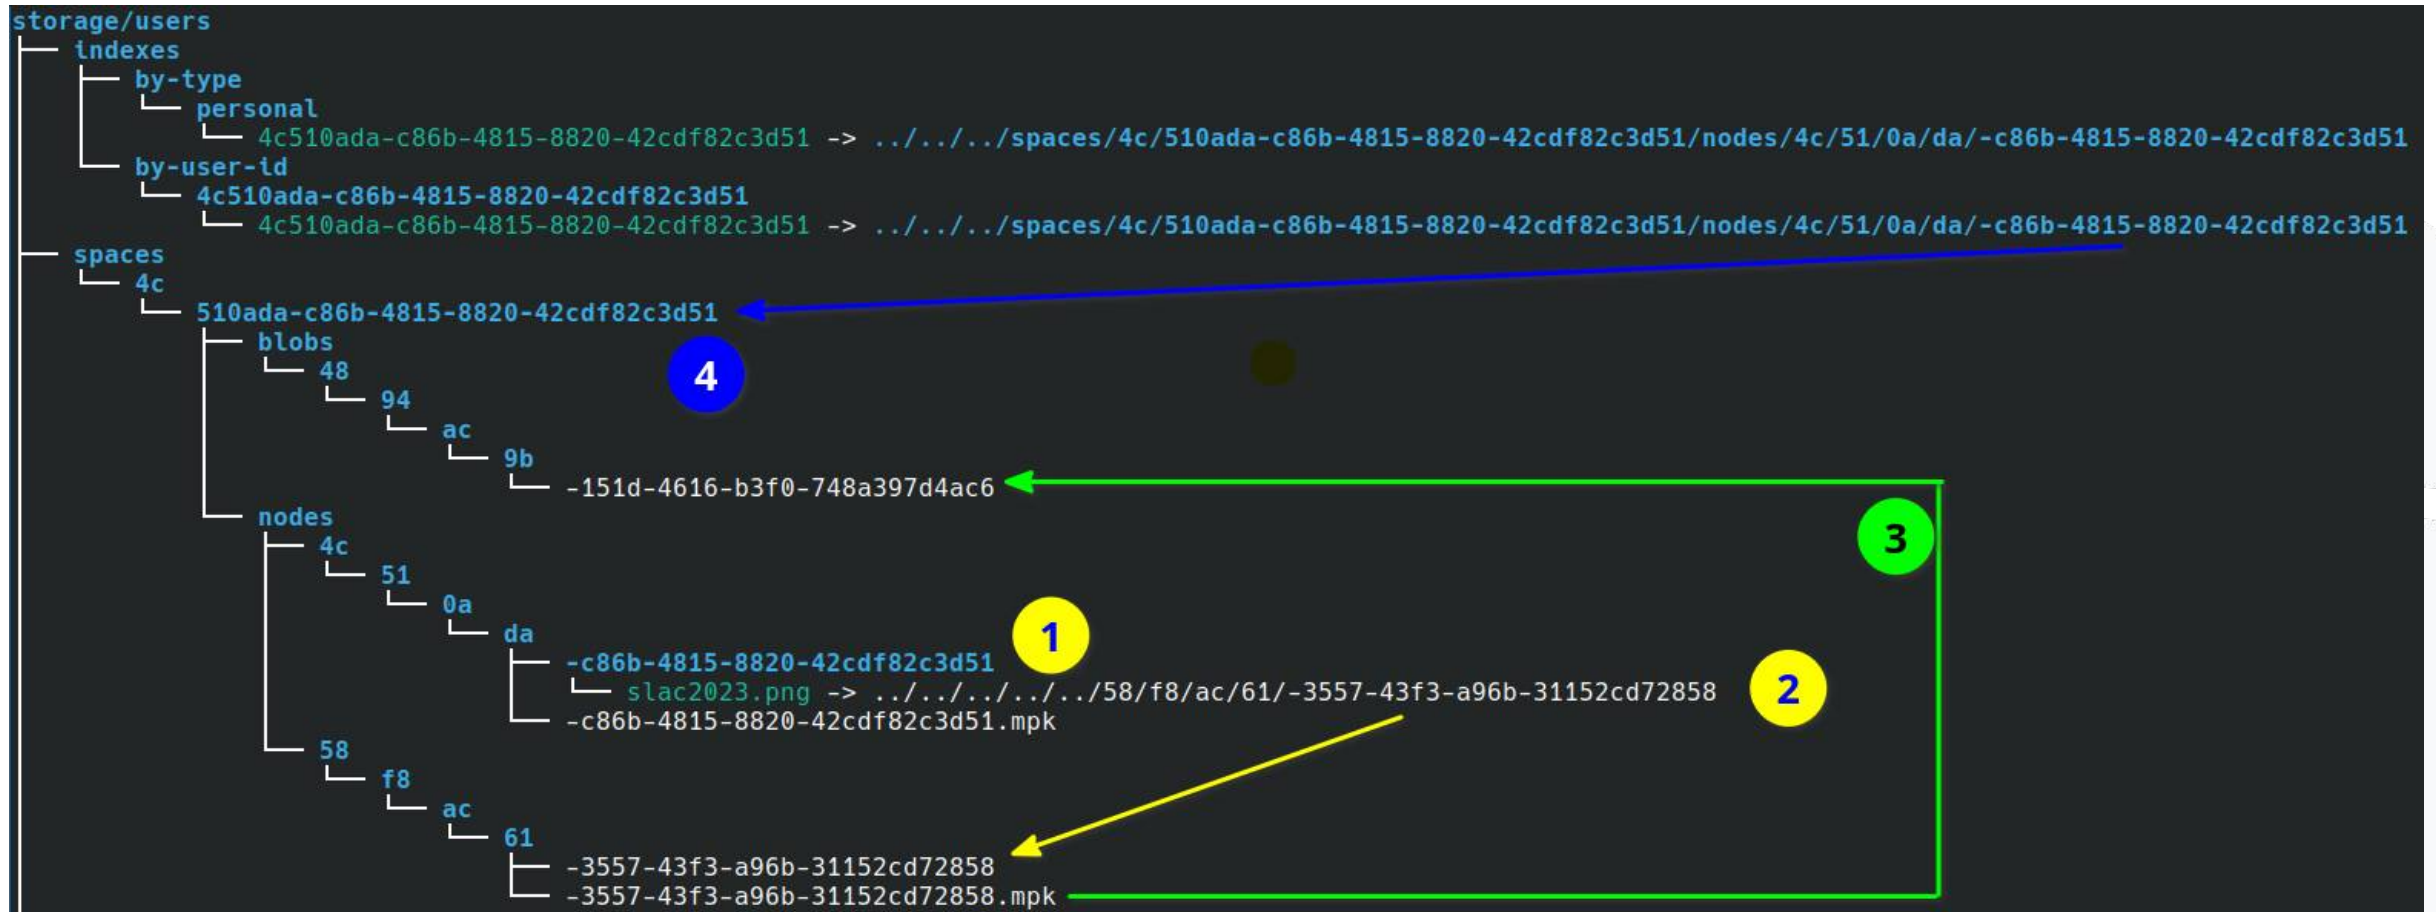 storage/users
indexes
by-type
personal
4c510ada-c86b-4815-8820-42cdf82c3d51 -> ../../../spaces/4c/510ada-c86b-4815-8820-42cdf82c3d51/nodes/4c/51/0a/da/-c86b-4815-8820-42cdf82c3d51
by-user-id
4c510ada-c86b-4815-8820-42cdf82c3d51
4c510ada-c86b-4815-8820-42cdf82c3d51 -> ../../../spaces/4c/510ada-c86b-4815-8820-42cdf82c3d51/nodes/4c/51/0a/da/-c86b-4815-8820-42cdf82c3d51
spaces
4c
510ada-c86b-4815-8820-42cdf82c3d51
blobs
48
4
94
ac
9b
-151d-4616-b3f0-748a397d4ac6
nodes
3
4c
51
0a
da
1
-c86b-4815-8820-42cdf82c3d51
slac2023.png -> ../../../../../58/f8/ac/61/-3557-43f3-a96b-31152cd72858
2
-c86b-4815-8820-42cdf82c3d51.mpk
58
f8
ac
61
-3557-43f3-a96b-31152cd72858
-3557-43f3-a96b-31152cd72858.mpk